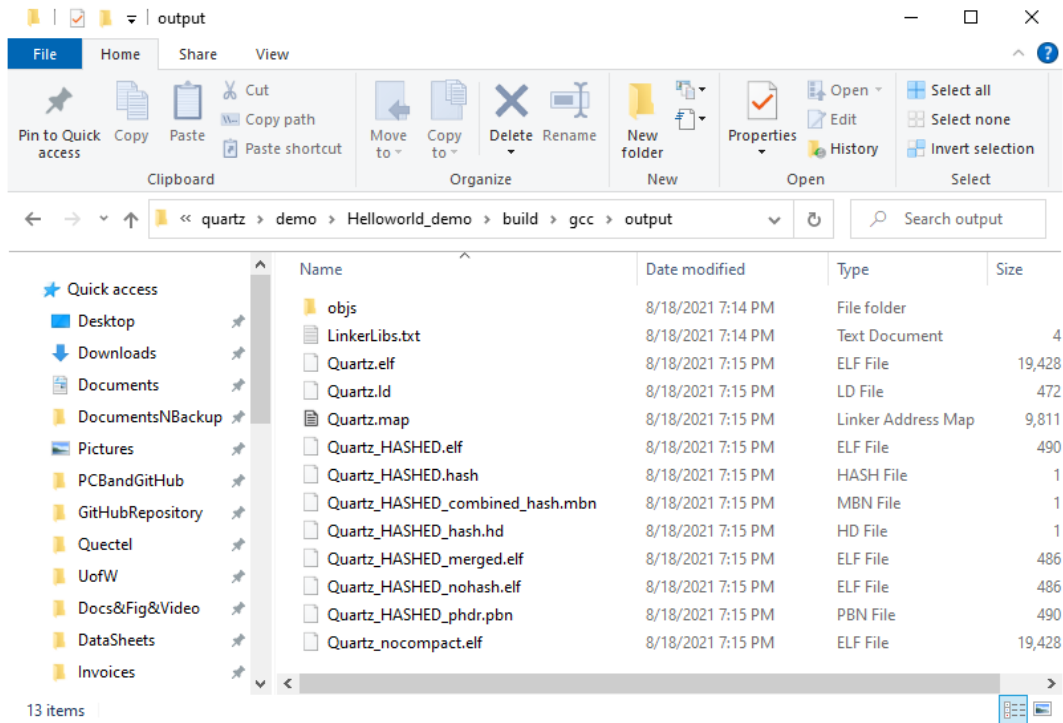 output
File Home Share View
Pin to Quick access
Copy
Paste
Cut
Copy path
Paste shortcut
Clipboard
Move to
Copy to
Delete
Rename
Organize
New folder
New
Properties
Open
Edit
History
Open
Select all
Select none
Invert selection
Select
« quartz > demo > Helloworld_demo > build > gcc > output
Search output
Quick access
Desktop
Downloads
Documents
DocumentsNBackup
Pictures
PCBandGitHub
GitHubRepository
Quectel
UofW
Docs&Fig&Video
DataSheets
Invoices
Name Date modified Type Size
objs 8/18/2021 7:14 PM File folder
LinkerLibs.txt 8/18/2021 7:14 PM Text Document 4
Quartz.elf 8/18/2021 7:15 PM ELF File 19,428
Quartz.ld 8/18/2021 7:15 PM LD File 472
Quartz.map 8/18/2021 7:15 PM Linker Address Map 9,811
Quartz_HASHED.elf 8/18/2021 7:15 PM ELF File 490
Quartz_HASHED.hash 8/18/2021 7:15 PM HASH File 1
Quartz_HASHED_combined_hash.mbn 8/18/2021 7:15 PM MBN File 1
Quartz_HASHED_hash.hd 8/18/2021 7:15 PM HD File 1
Quartz_HASHED_merged.elf 8/18/2021 7:15 PM ELF File 486
Quartz_HASHED_nohash.elf 8/18/2021 7:15 PM ELF File 486
Quartz_HASHED_phdr.pbn 8/18/2021 7:15 PM PBN File 490
Quartz_nocompact.elf 8/18/2021 7:15 PM ELF File 19,428
13 items